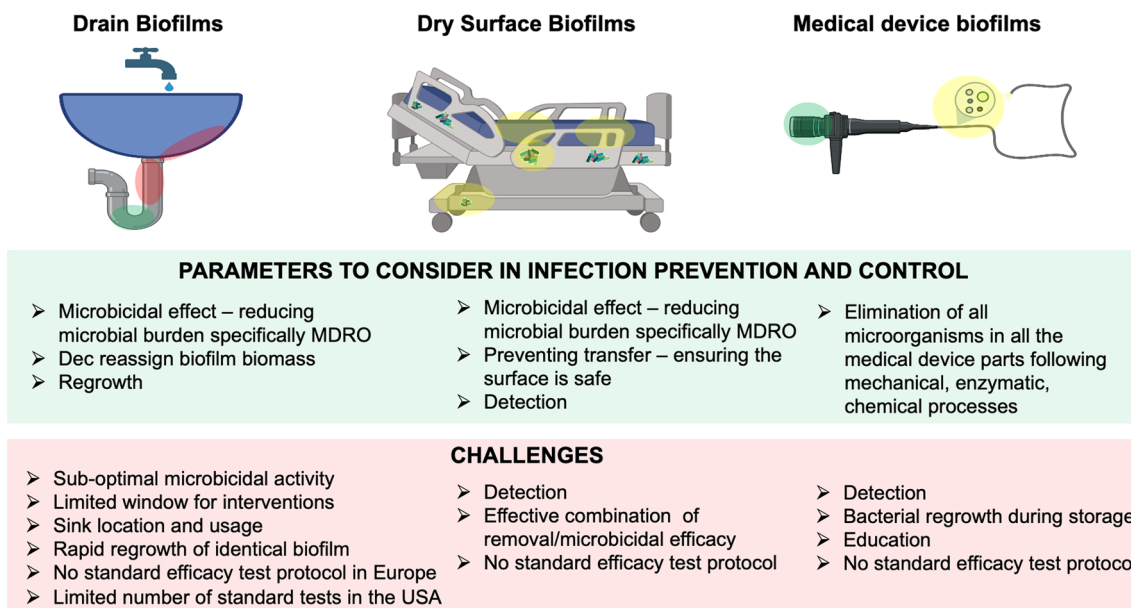 Drain Biofilms
Dry Surface Biofilms
Medical device biofilms
PARAMETERS TO CONSIDER IN INFECTION PREVENTION AND CONTROL
➢ Microbicidal effect – reducing
microbial burden specifically MDRO
➢ Dec reassign biofilm biomass
➢ Regrowth
➢ Microbicidal effect – reducing
microbial burden specifically MDRO
➢ Preventing transfer – ensuring the
surface is safe
➢ Detection
➢ Elimination of all
microorganisms in all the
medical device parts following
mechanical, enzymatic,
chemical processes
CHALLENGES
➢ Sub-optimal microbicidal activity
➢ Limited window for interventions
➢ Sink location and usage
➢ Rapid regrowth of identical biofilm
➢ No standard efficacy test protocol in Europe
➢ Limited number of standard tests in the USA
➢ Detection
➢ Effective combination of
removal/microbicidal efficacy
➢ No standard efficacy test protocol
➢ Detection
➢ Bacterial regrowth during storage
➢ Education
➢ No standard efficacy test protoco